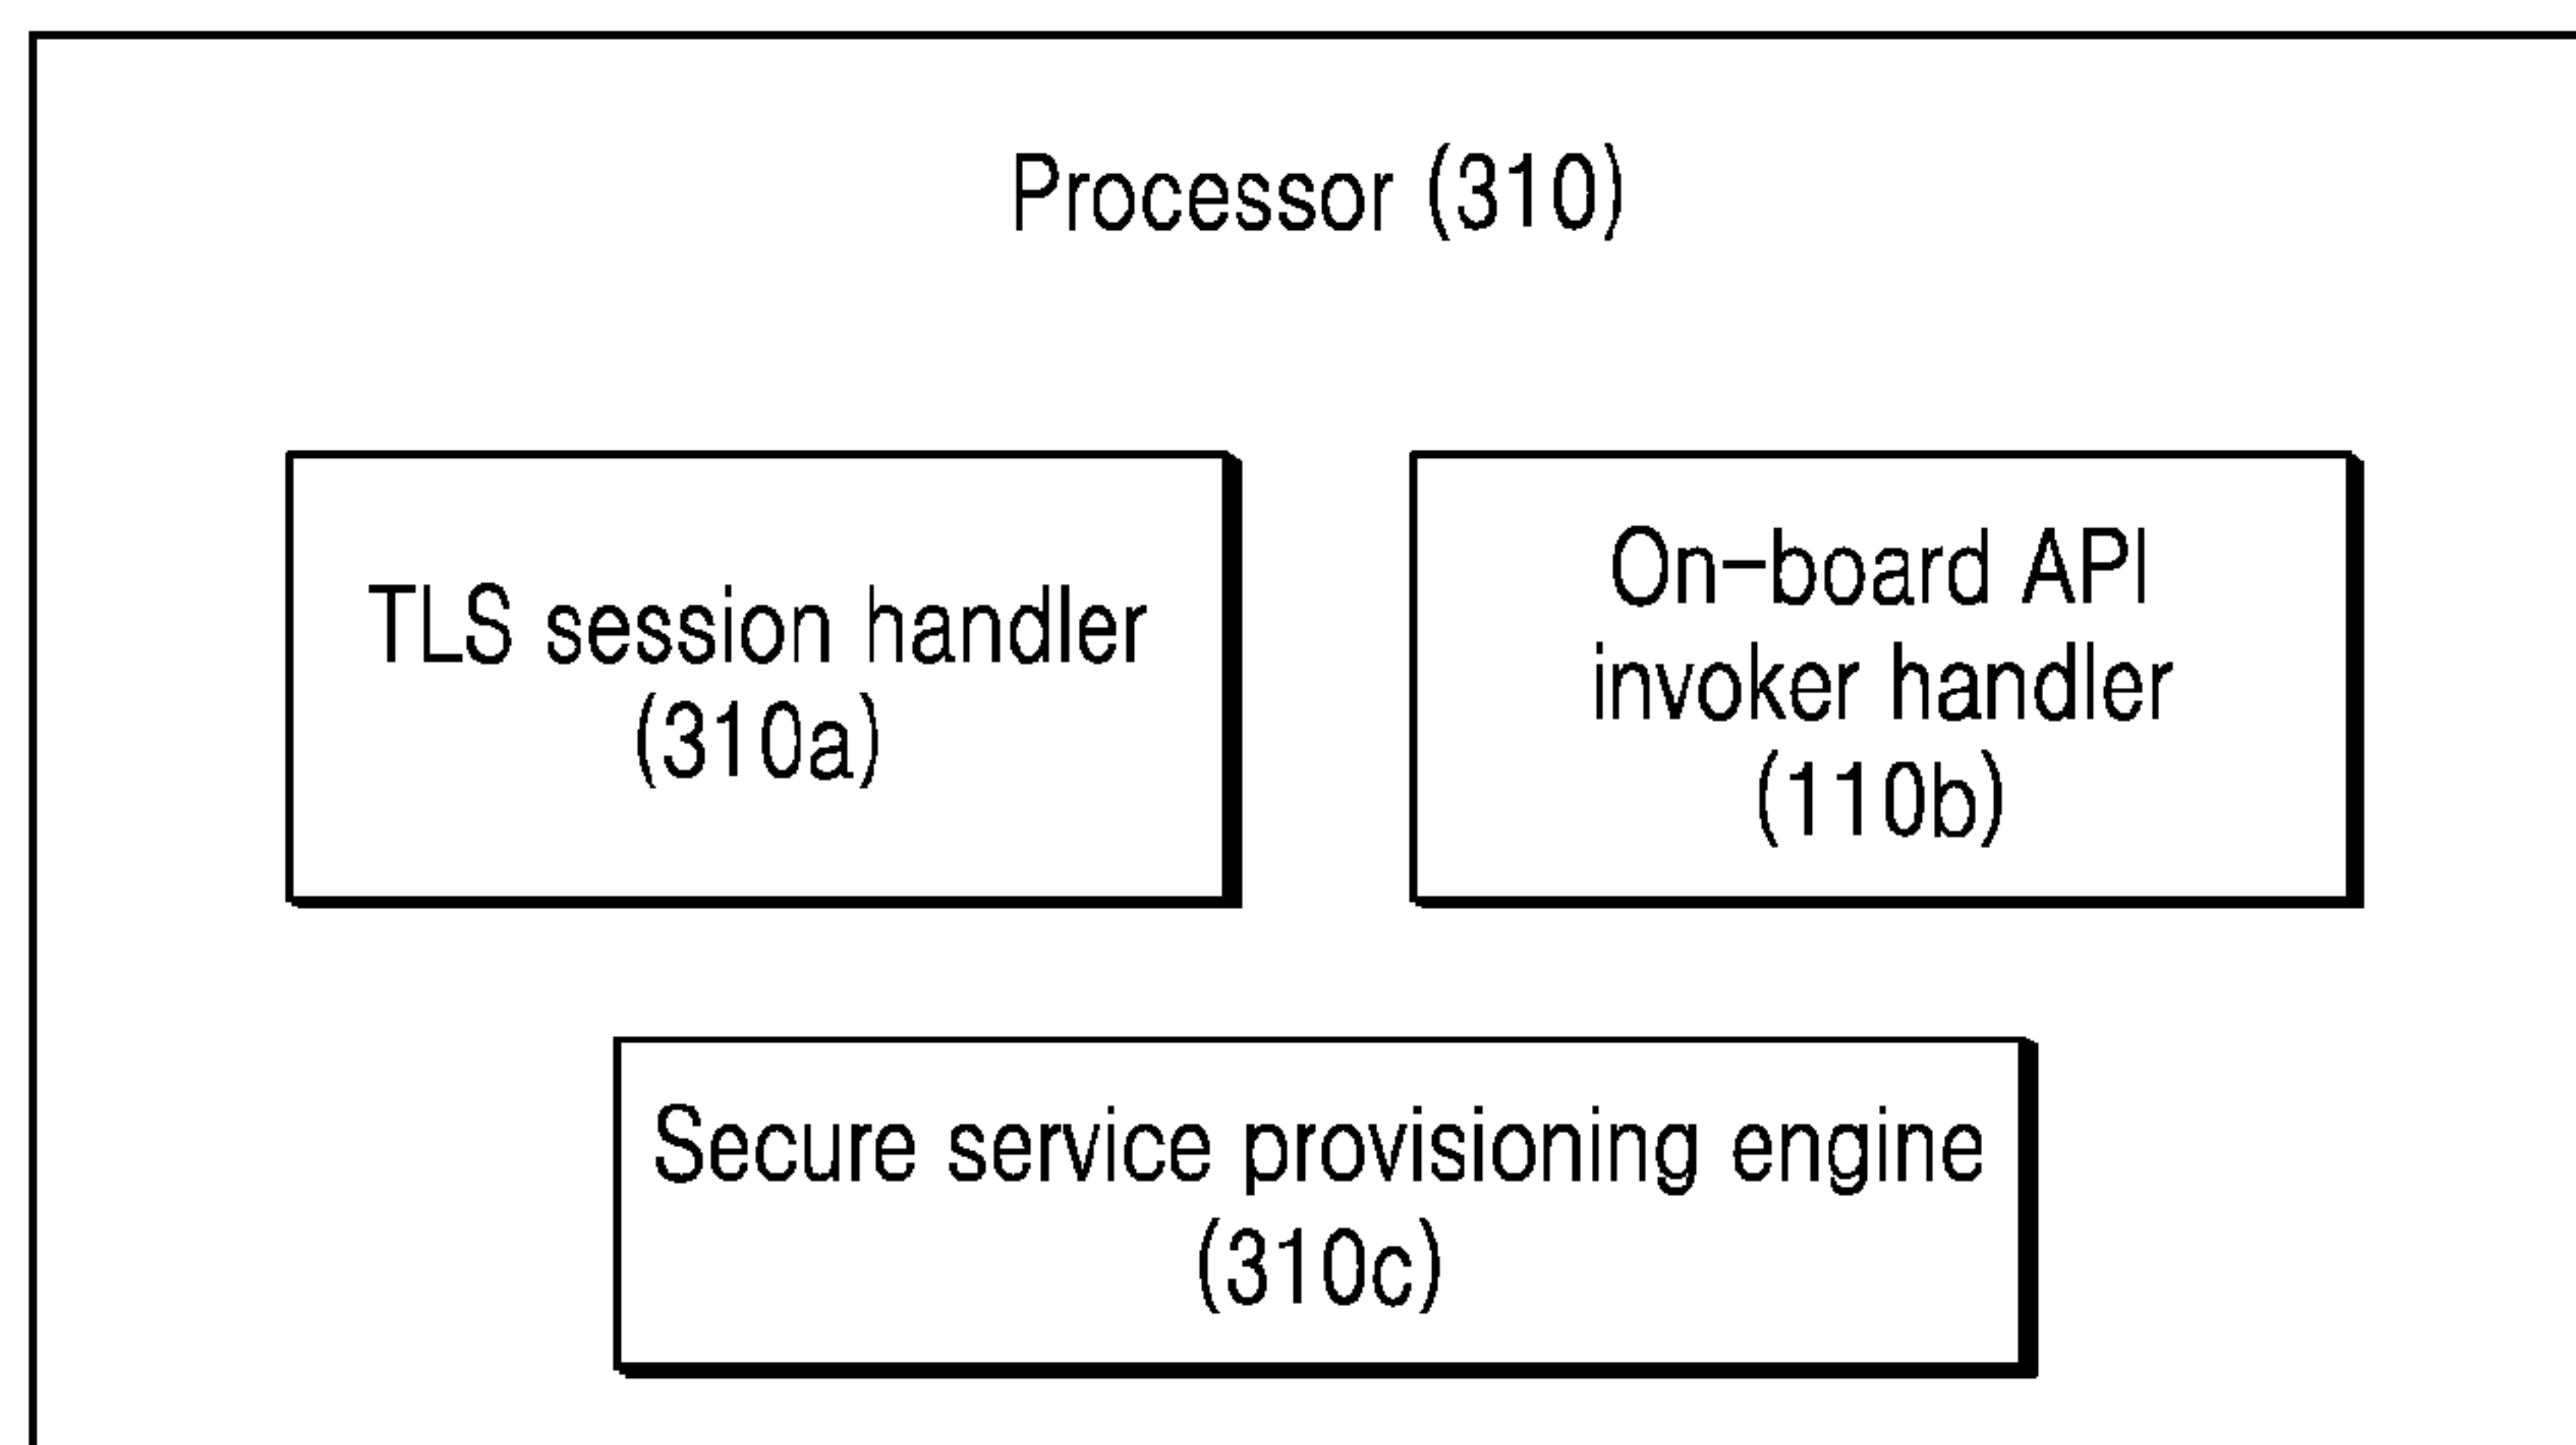 Processor (310)
TLS session handler
(310a)
On-board API
invoker handler
(110b)
Secure service provisioning engine
(310c)